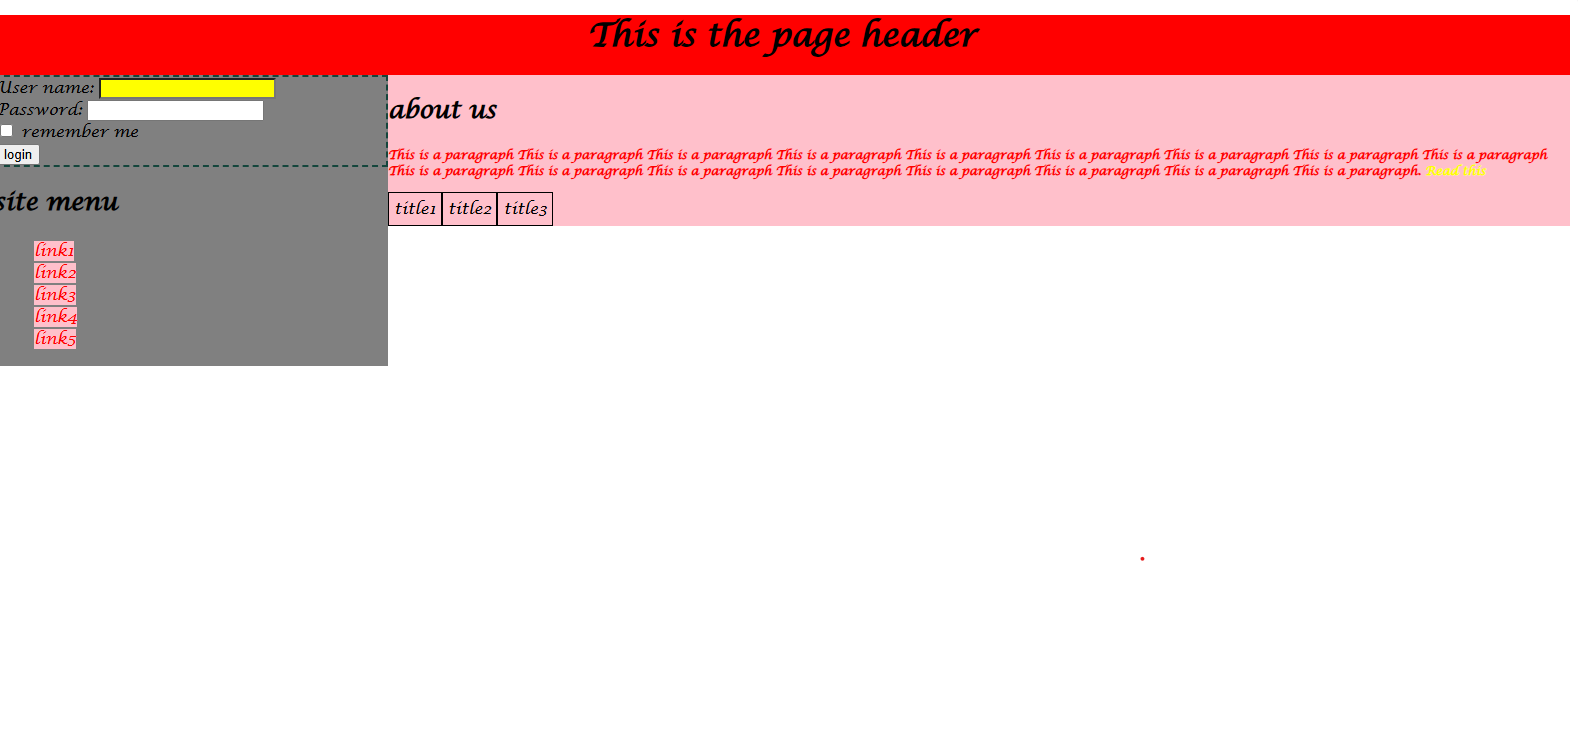 This is the page header
User name:
Password:
remember me
login
site menu
link1
link2
link3
link4
link5
about us
This is a paragraph This is a paragraph This is a paragraph This is a paragraph This is a paragraph This is a paragraph This is a paragraph This is a paragraph This is a paragraph
This is a paragraph This is a paragraph This is a paragraph This is a paragraph This is a paragraph This is a paragraph This is a paragraph This is a paragraph. Read this
title1 title2 title3